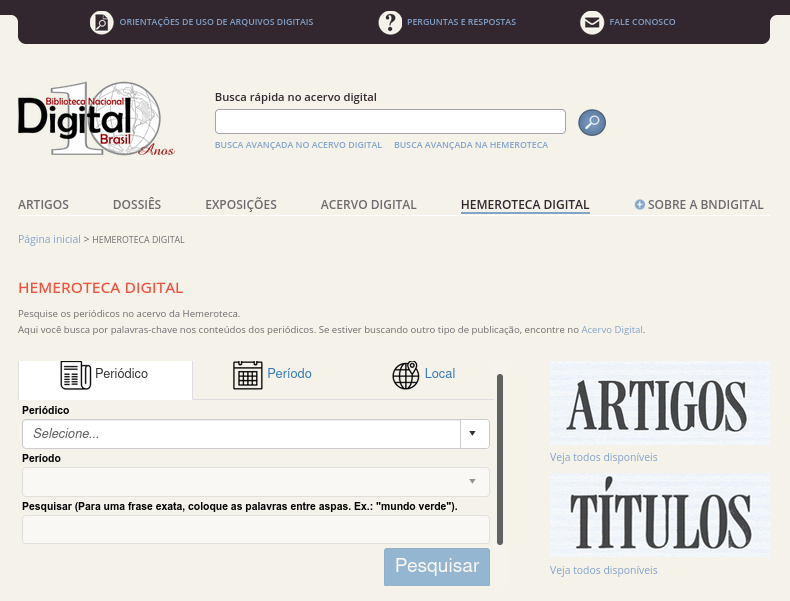 ORIENTAÇÕES DE USO DE ARQUIVOS DIGITAIS
PERGUNTAS E RESPOSTAS
FALE CONOSCO
10
Biblioteca Nacional
Digital
Brasil
Anos
Busca rápida no acervo digital
BUSCA AVANÇADA NO ACERVO DIGITAL
BUSCA AVANÇADA NA HEMEROTECA
ARTIGOS
DOSSIÊS
EXPOSIÇÕES
ACERVO DIGITAL
HEMEROTECA DIGITAL
SOBRE A BNDIGITAL
Página inicial > HEMEROTECA DIGITAL
HEMEROTECA DIGITAL
Pesquise os periódicos no acervo da Hemeroteca.
Aqui você busca por palavras-chave nos conteúdos dos periódicos. Se estiver buscando outro tipo de publicação, encontre no Acervo Digital.
Periódico
Período
Local
Periódico
Selecione...
Período
Pesquisar (Para uma frase exata, coloque as palavras entre aspas. Ex.: "mundo verde").
Pesquisar
ARTIGOS
Veja todos disponíveis
TÍTULOS
Veja todos disponíveis